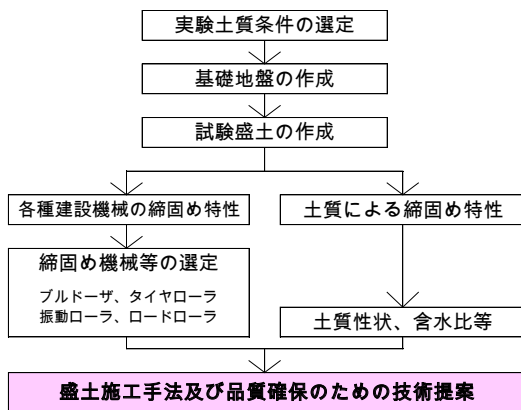 実験土質条件の選定
基礎地盤の作成
試験盛土の作成
各種建設機械の締固め特性
土質による締固め特性
締固め機械等の選定
ブルドーザ、タイヤローラ
振動ローラ、ロードローラ
土質性状、含水比等
盛土施工手法及び品質確保のための技術提案